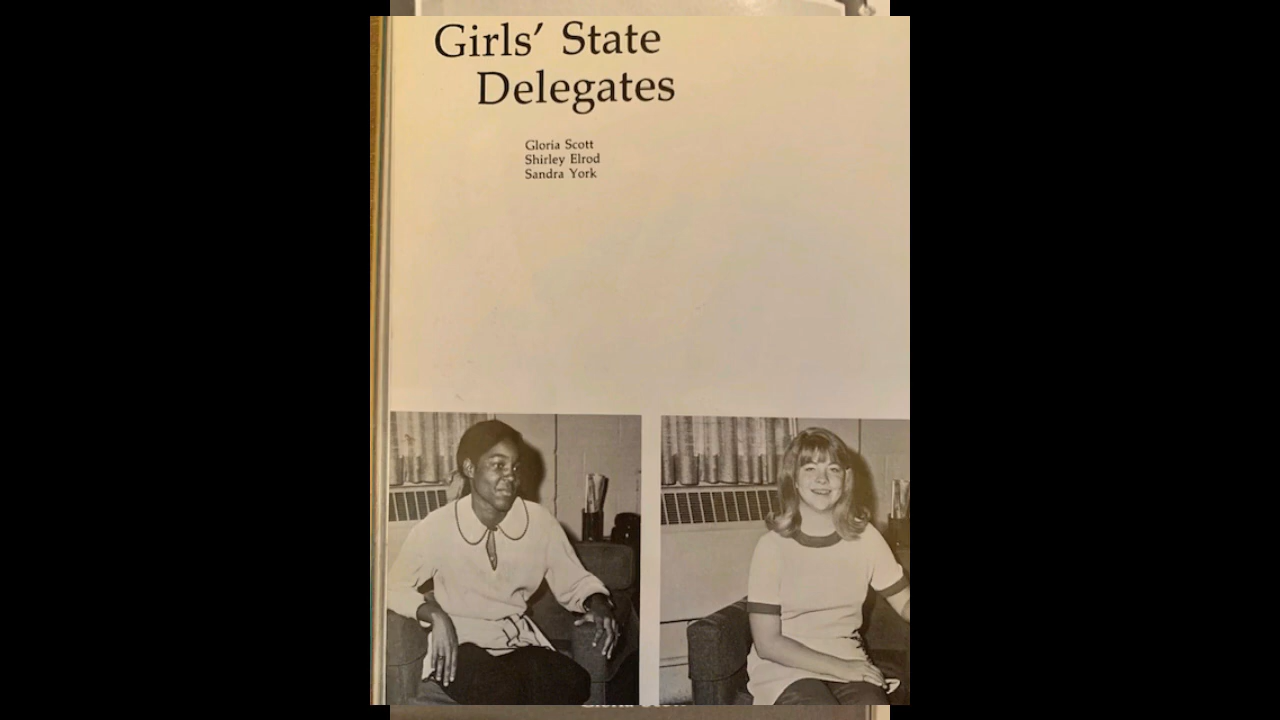 Girls' State
Delegates
Gloria Scott
Shirley Elrod
Sandra York